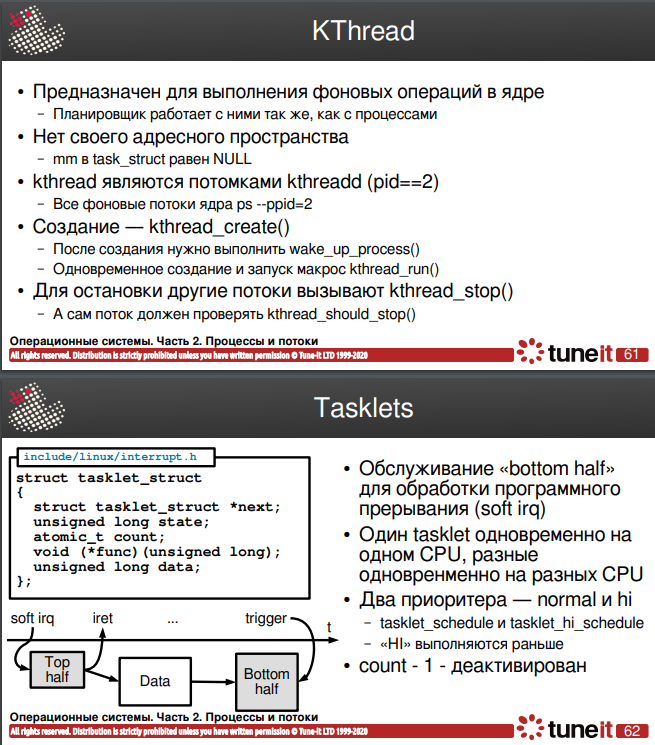 KThread
• Предназначен для выполнения фоновых операций в ядре
– Планировщик работает с ними так же, как с процессами
• Нет своего адресного пространства
– mm в task_struct равен NULL
• kthread являются потомками kthreadd (pid==2)
– Все фоновые потоки ядра ps --ppid=2
• Создание — kthread_create()
– После создания нужно выполнить wake_up_process()
– Одновременное создание и запуск макрос kthread_run()
• Для остановки другие потоки вызывают kthread_stop()
– А сам поток должен проверять kthread_should_stop()
Операционные системы. Часть 2. Процессы и потоки
All rights reserved. Distribution is strictly prohibited unless you have written permission © Tune-it LTD 1999-2020
tuneit 61
Tasklets
include/linux/interrupt.h
struct tasklet_struct
{
struct tasklet_struct *next;
unsigned long state;
atomic_t count;
void (*func)(unsigned long);
unsigned long data;
};
soft irq iret ... trigger t
Top
half
Data
Bottom
half
• Обслуживание «bottom half»
для обработки программного
прерывания (soft irq)
• Один tasklet одновременно на
одном CPU, разные
одновренменно на разных CPU
• Два приоритера — normal и hi
– tasklet_schedule и tasklet_hi_schedule
– «HI» выполняются раньше
• count - 1 - деактивирован
Операционные системы. Часть 2. Процессы и потоки
All rights reserved. Distribution is strictly prohibited unless you have written permission © Tune-it LTD 1999-2020
tuneit 62